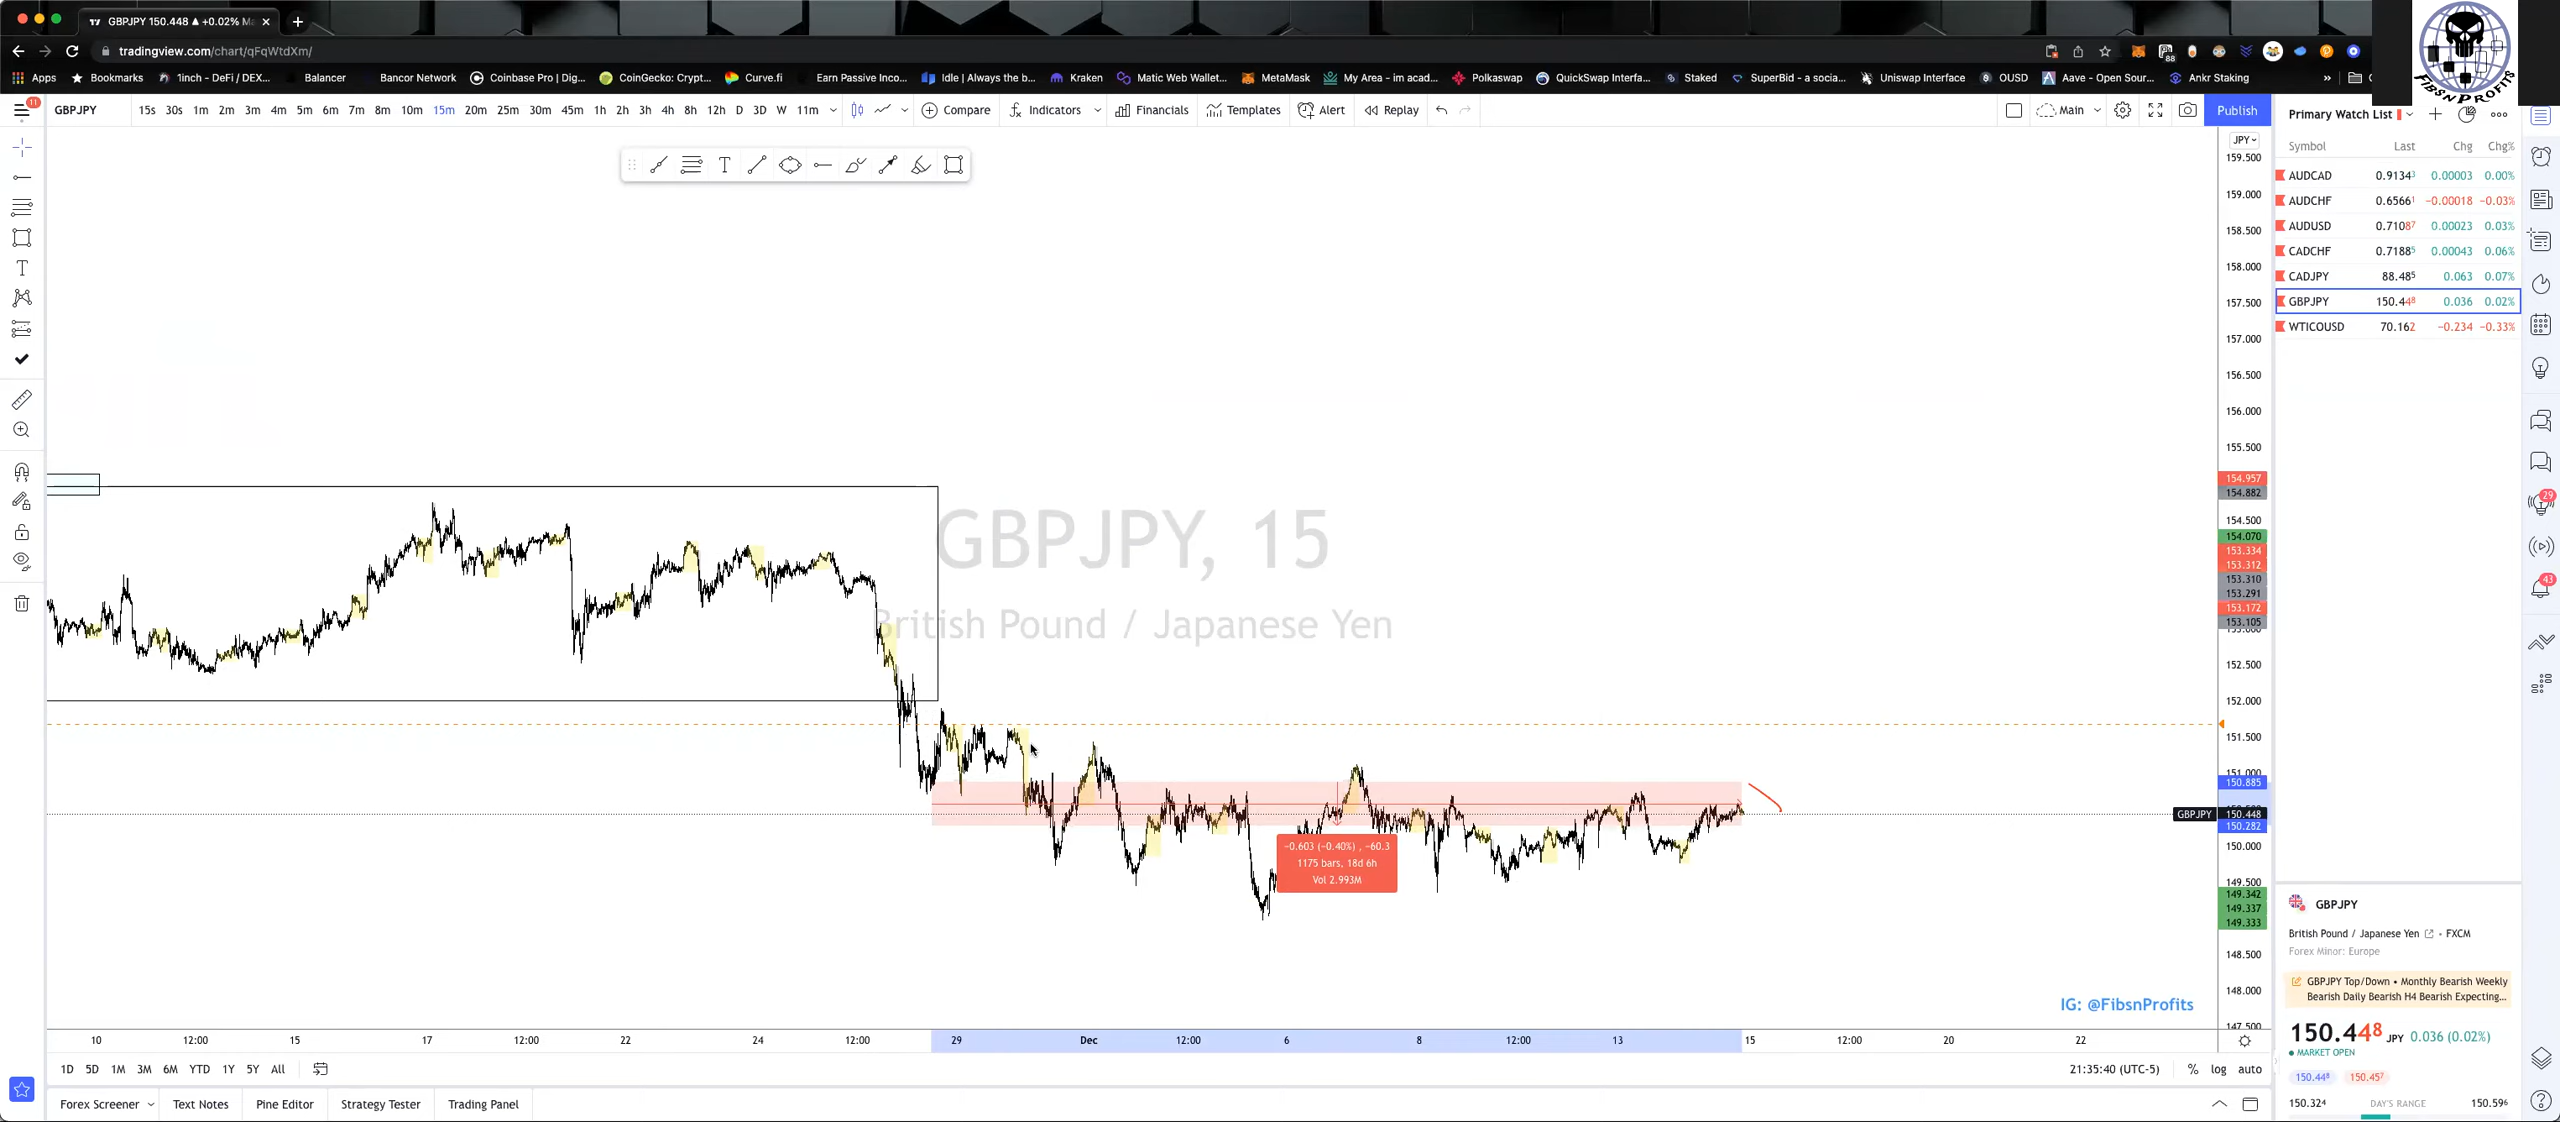 GBPJPY 150.448 ▲ +0.02% M
tradingview.com/chart/qFqWtdXm/
88
FIBSNPROFITS
Apps Bookmarks 1inch - DeFi / DEX... Balancer Bancor Network Coinbase Pro | Dig... CoinGecko: Crypt... Curve.fi Earn Passive Inco... Idle | Always the b... Kraken Matic Web Wallet... MetaMask My Area - im acad... Polkaswap QuickSwap Interfa... Staked SuperBid - a socia... Uniswap Interface OUSD Aave - Open Sour... Ankr Staking »
11 GBPJPY 15s 30s 1m 2m 3m 4m 5m 6m 7m 8m 10m 15m 20m 25m 30m 45m 1h 2h 3h 4h 8h 12h D 3D W 11m Compare Indicators Financials Templates Alert Replay Main Publish
Primary Watch List
Symbol Last Chg Chg%
AUDCAD 0.91343 0.00003 0.00%
AUDCHF 0.65661 −0.00018 −0.03%
AUDUSD 0.71087 0.00023 0.03%
CADCHF 0.71885 0.00043 0.06%
CADJPY 88.485 0.063 0.07%
GBPJPY 150.448 0.036 0.02%
WTICOUSD 70.162 −0.234 −0.33%
JPY
159.500
159.000
158.500
158.000
157.500
157.000
156.500
156.000
155.500
154.957
154.882
154.500
154.070
153.334
153.312
153.310
153.291
153.172
153.105
152.500
152.000
151.500
151.000
150.885
GBPJPY 150.448
150.282
150.000
149.500
149.342
149.337
149.333
148.500
148.000
147.500
GBPJPY, 15
British Pound / Japanese Yen
−0.603 (−0.40%) , −60.3
1175 bars, 18d 6h
Vol 2.993M
IG: @FibsnProfits
29
43
10 12:00 15 17 12:00 22 24 12:00 29 Dec 12:00 6 8 12:00 13 15 12:00 20 22
1D 5D 1M 3M 6M YTD 1Y 5Y All
21:35:40 (UTC-5) % log auto
Forex Screener Text Notes Pine Editor Strategy Tester Trading Panel
GBPJPY
British Pound / Japanese Yen • FXCM
Forex Minor: Europe
GBPJPY Top/Down • Monthly Bearish Weekly
Bearish Daily Bearish H4 Bearish Expecting...
150.448 JPY 0.036 (0.02%)
• MARKET OPEN
150.448 150.457
150.324 DAY'S RANGE 150.596